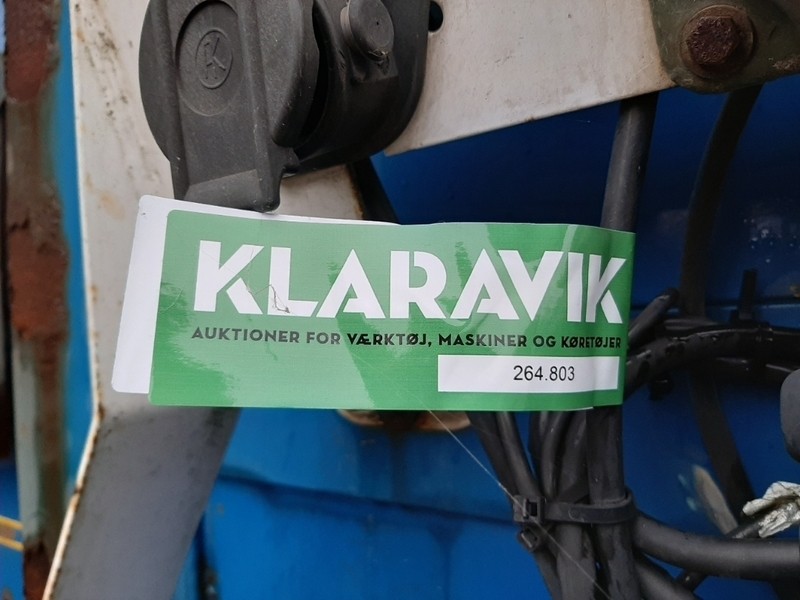 KLARAVIK
AUKTIONER FOR VÆRKTØJ, MASKINER OG KØRETØJER
264.803